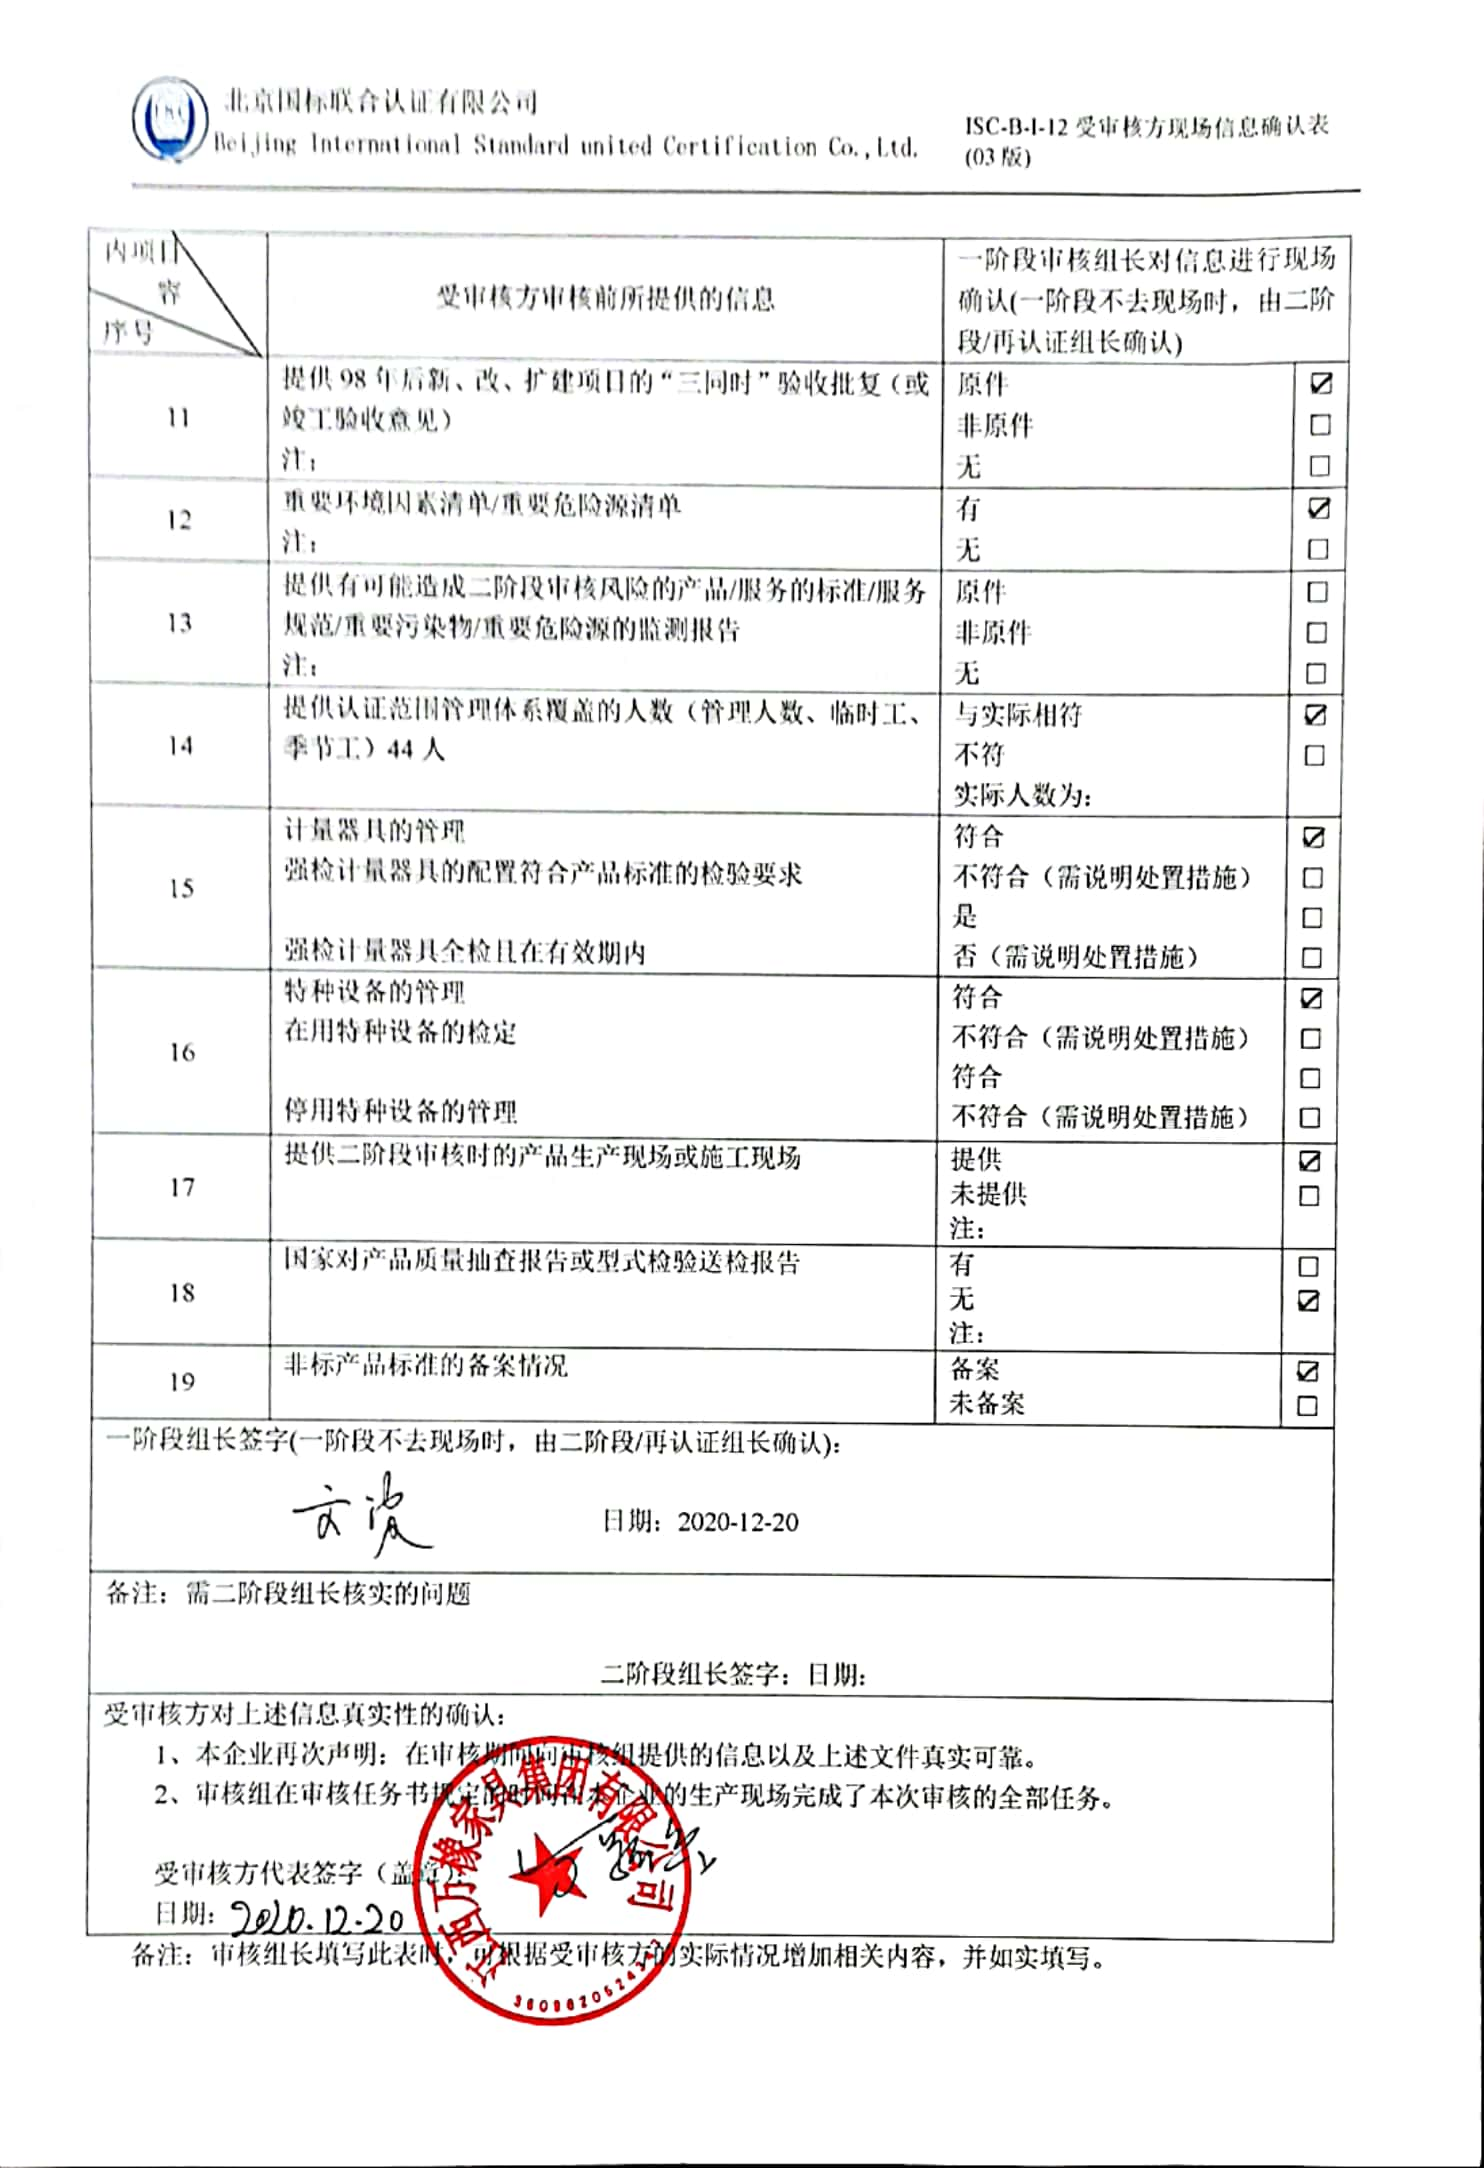 北京国标联合认证有限公司
Beijing International Standard united Certification Co.,Ltd.
ISC-B-I-12 受审核方现场信息确认表
(03 版)
内项目
容
序号
受审核方审核前所提供的信息
一阶段审核组长对信息进行现场
确认(一阶段不去现场时，由二阶
段/再认证组长确认)
11
提供 98 年后新、改、扩建项目的“三同时”验收批复（或
竣工验收意见）
注：
原件 ☑
非原件 □
无 □
12
重要环境因素清单/重要危险源清单
注：
有 ☑
无 □
13
提供有可能造成二阶段审核风险的产品/服务的标准/服务
规范/重要污染物/重要危险源的监测报告
注：
原件 □
非原件 □
无 □
14
提供认证范围管理体系覆盖的人数（管理人数、临时工、
季节工）44 人
与实际相符 ☑
不符 □
实际人数为：
15
计量器具的管理
强检计量器具的配置符合产品标准的检验要求
强检计量器具全检且在有效期内
符合 ☑
不符合（需说明处置措施） □
是 □
否（需说明处置措施） □
16
特种设备的管理
在用特种设备的检定
停用特种设备的管理
符合 ☑
不符合（需说明处置措施） □
符合 □
不符合（需说明处置措施） □
17
提供二阶段审核时的产品生产现场或施工现场
提供 ☑
未提供 □
注：
18
国家对产品质量抽查报告或型式检验送检报告
有 □
无 ☑
注：
19
非标产品标准的备案情况
备案 ☑
未备案 □
一阶段组长签字(一阶段不去现场时，由二阶段/再认证组长确认)：
文波
日期：2020-12-20
备注：需二阶段组长核实的问题
二阶段组长签字：日期：
受审核方对上述信息真实性的确认：
1、本企业再次声明：在审核期间向审核组提供的信息以及上述文件真实可靠。
2、审核组在审核任务书规定的时间在本企业的生产现场完成了本次审核的全部任务。
受审核方代表签字（盖章）：
日期：2020.12.20
江西万橡家具集团有限公司
备注：审核组长填写此表时，可根据受审核方的实际情况增加相关内容，并如实填写。